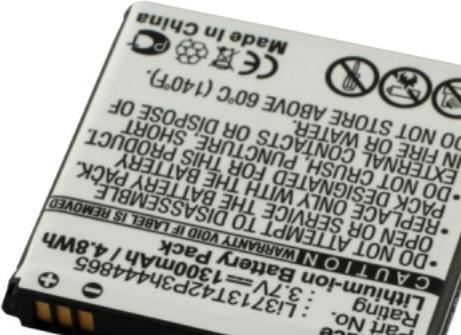 ce
Part No : Li3713T42P3h444865
Rating : 3.7V⎓1300mAh / 4.8Wh
Lithium-Ion Battery Pack
CAUTION
WARRANTY VOID IF LABEL IS REMOVED
• DO NOT ATTEMPT TO DISASSEMBLE
OPEN OR SERVICE THE BATTERY PACK.
• REPLACE ONLY WITH THE BATTERY
PACK DESIGNATED FOR THIS PRODUCT.
• DO NOT CRUSH, PUNCTURE, SHORT
EXTERNAL CONTACTS OR DISPOSE OF
IN FIRE OR WATER.
DO NOT STORE ABOVE 60°C (140°F).
CE
Made In China